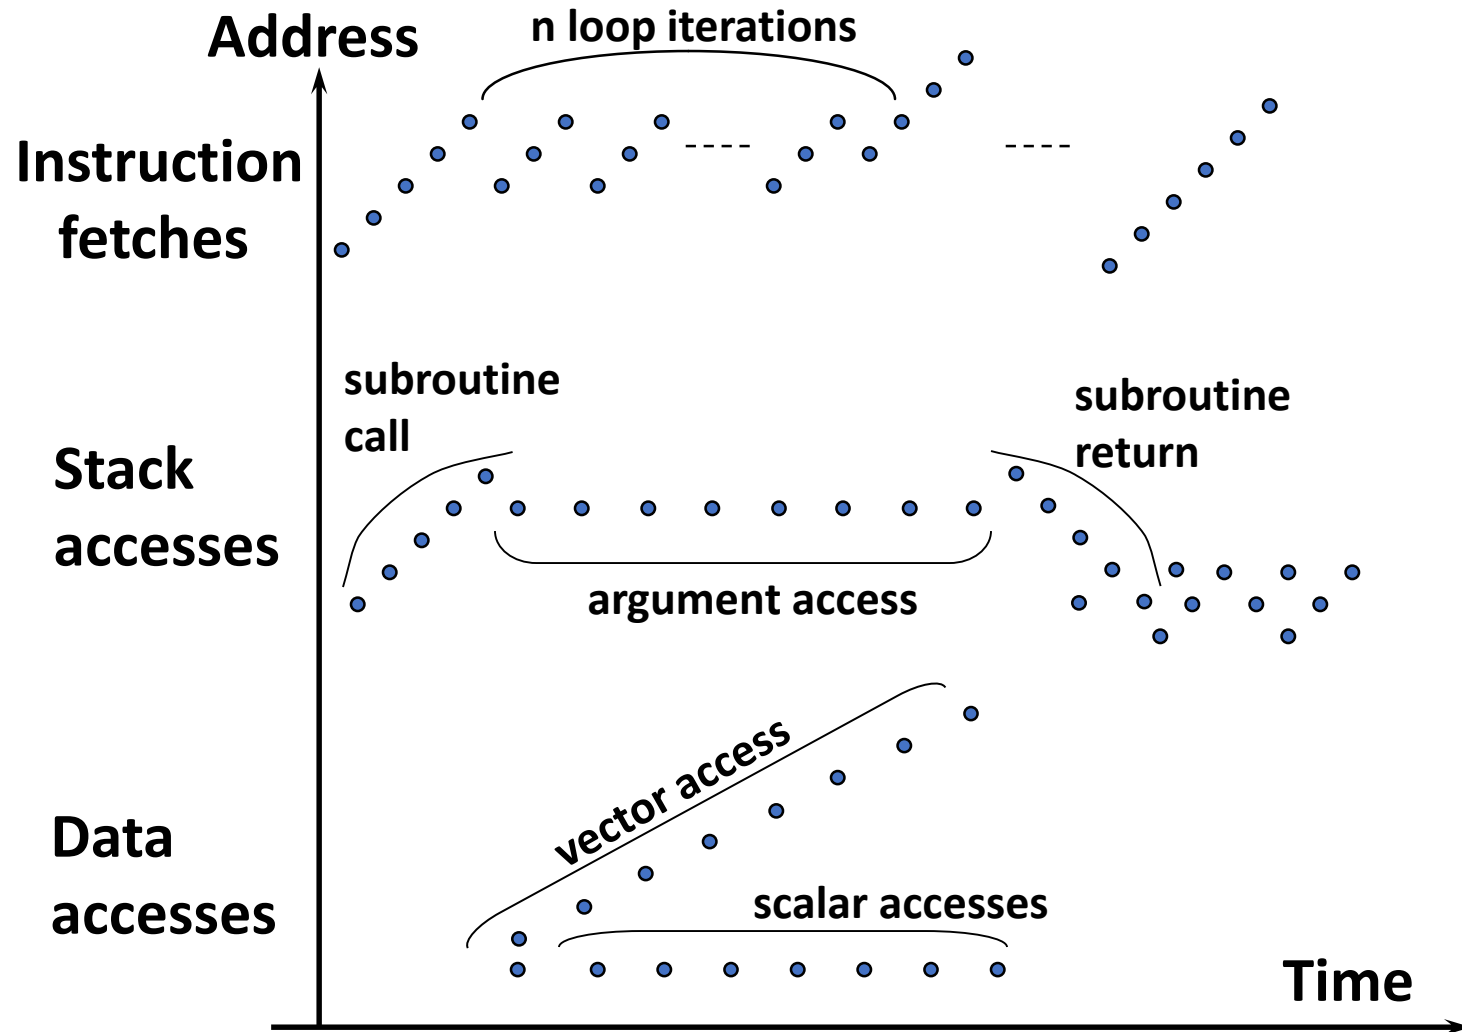 Address
n loop iterations
Instruction
fetches
subroutine
call
subroutine
return
Stack
accesses
argument access
vector access
Data
accesses
scalar accesses
Time